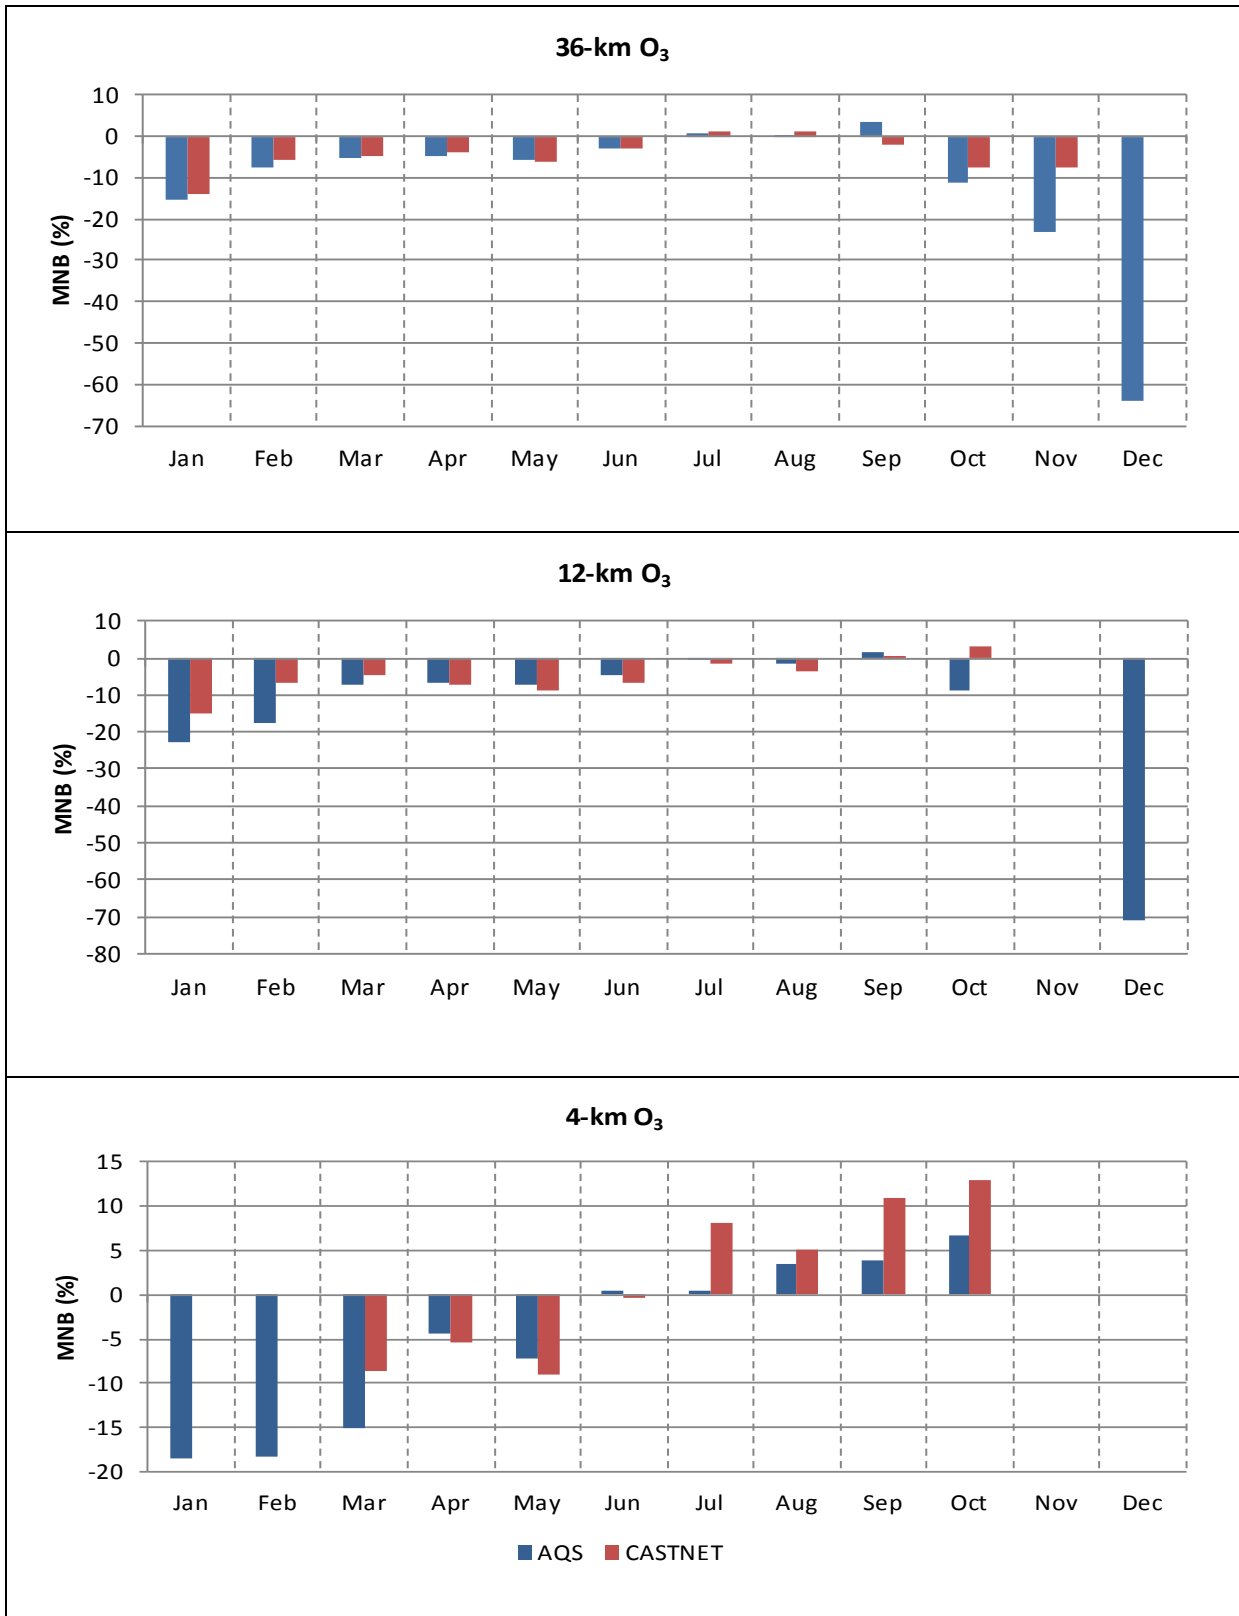 36-km O₃
MNB (%)
10
0
-10
-20
-30
-40
-50
-60
-70
Jan Feb Mar Apr May Jun Jul Aug Sep Oct Nov Dec
12-km O₃
MNB (%)
10
0
-10
-20
-30
-40
-50
-60
-70
-80
Jan Feb Mar Apr May Jun Jul Aug Sep Oct Nov Dec
4-km O₃
MNB (%)
15
10
5
0
-5
-10
-15
-20
Jan Feb Mar Apr May Jun Jul Aug Sep Oct Nov Dec
AQS CASTNET